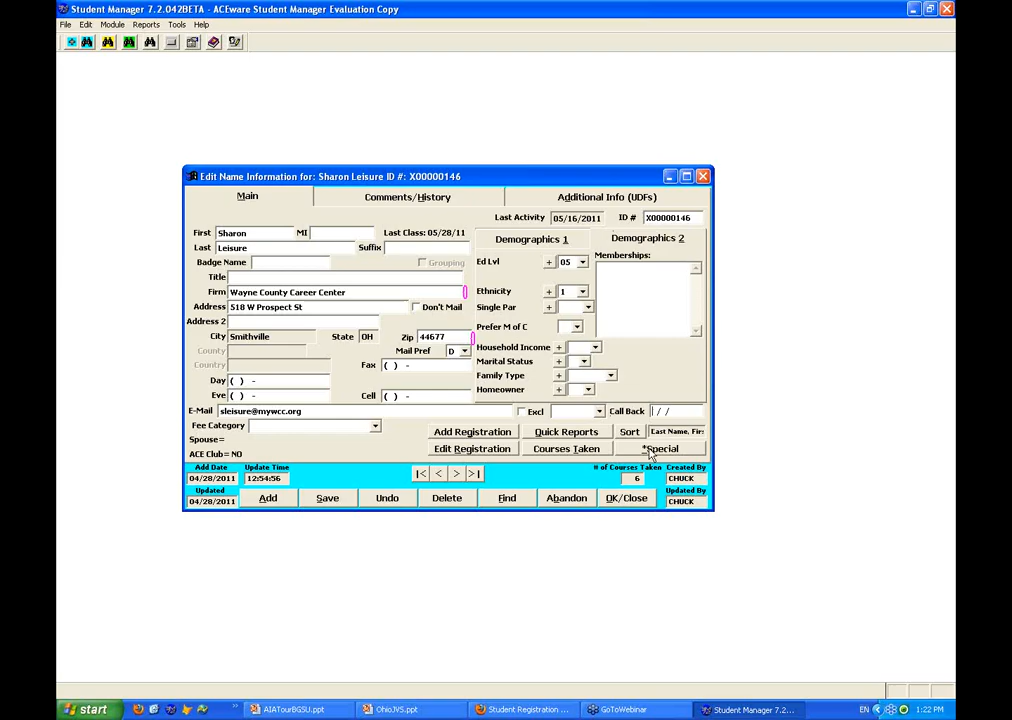 Student Manager 7.2.042BETA - ACEware Student Manager Evaluation Copy
File Edit Module Reports Tools Help
Edit Name Information for: Sharon Leisure ID #: X00000146
Main Comments/History Additional Info (UDFs)
Last Activity 05/16/2011 ID # X00000146
First Sharon MI Last Class: 05/28/11
Last Leisure Suffix
Badge Name Grouping
Title
Firm Wayne County Career Center
Address 518 W Prospect St Don't Mail
Address 2
City Smithville State OH Zip 44677
County Mail Pref D
Country Fax ( ) -
Day ( ) -
Eve ( ) - Cell ( ) -
Demographics 1 Demographics 2
Ed Lvl + 05 Memberships:
Ethnicity + 1
Single Par +
Prefer M of C
Household Income +
Marital Status +
Family Type +
Homeowner +
E-Mail sleisure@mywcc.org Excl Call Back / /
Fee Category Add Registration Quick Reports Sort Last Name, Firs
Spouse= Edit Registration Courses Taken *Special
ACE Club= NO
Add Date Update Time |< < > >| # of Courses Taken Created By
04/28/2011 12:54:56 6 CHUCK
Updated Updated By
04/28/2011 Add Save Undo Delete Find Abandon OK/Close CHUCK
start AIATourBGSU.ppt OhioJVS.ppt Student Registration ... GoToWebinar Student Manager 7.2... EN 1:22 PM